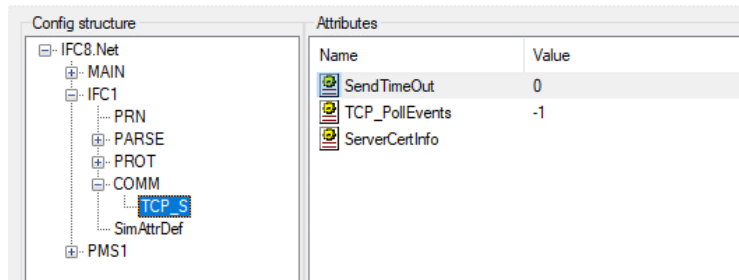 Config structure
Attributes
IFC8.Net
MAIN
IFC1
PRN
PARSE
PROT
COMM
TCP_S
SimAttrDef
PMS1
Name Value
SendTimeOut 0
TCP_PollEvents -1
ServerCertInfo